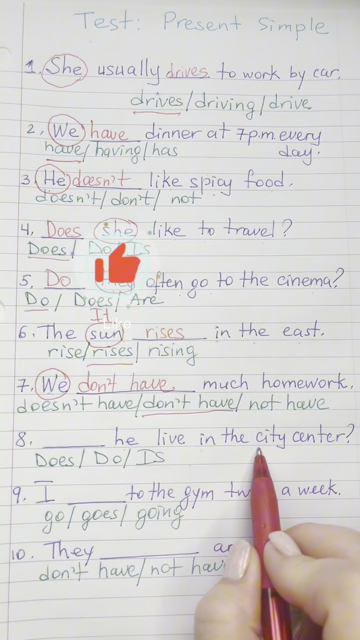 Test: Present Simple
1. She usually drives to work by car.
drives/driving/drive
2. We have dinner at 7p.m. every day.
have/having/has
3. He doesn't like spicy food.
doesn't/don't/not
4. Does she like to travel?
Does/Do/Is
5. Do often go to the cinema?
Do/Does/Are
It
Like
6. The sun rises in the east.
rise/rises/rising
7. We don't have much homework.
doesn't have/don't have/not have
8. ____ he live in the city center?
Does/Do/Is
9. I ____ to the gym a week.
go/goes/going
10. They ____
don't have/not